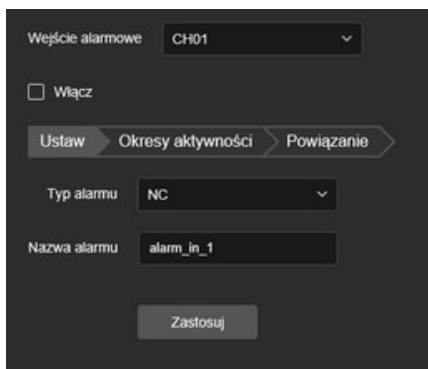 Wejście alarmowe CH01
Włącz
Ustaw Okresy aktywności Powiązanie
Typ alarmu NC
Nazwa alarmu alarm_in_1
Zastosuj